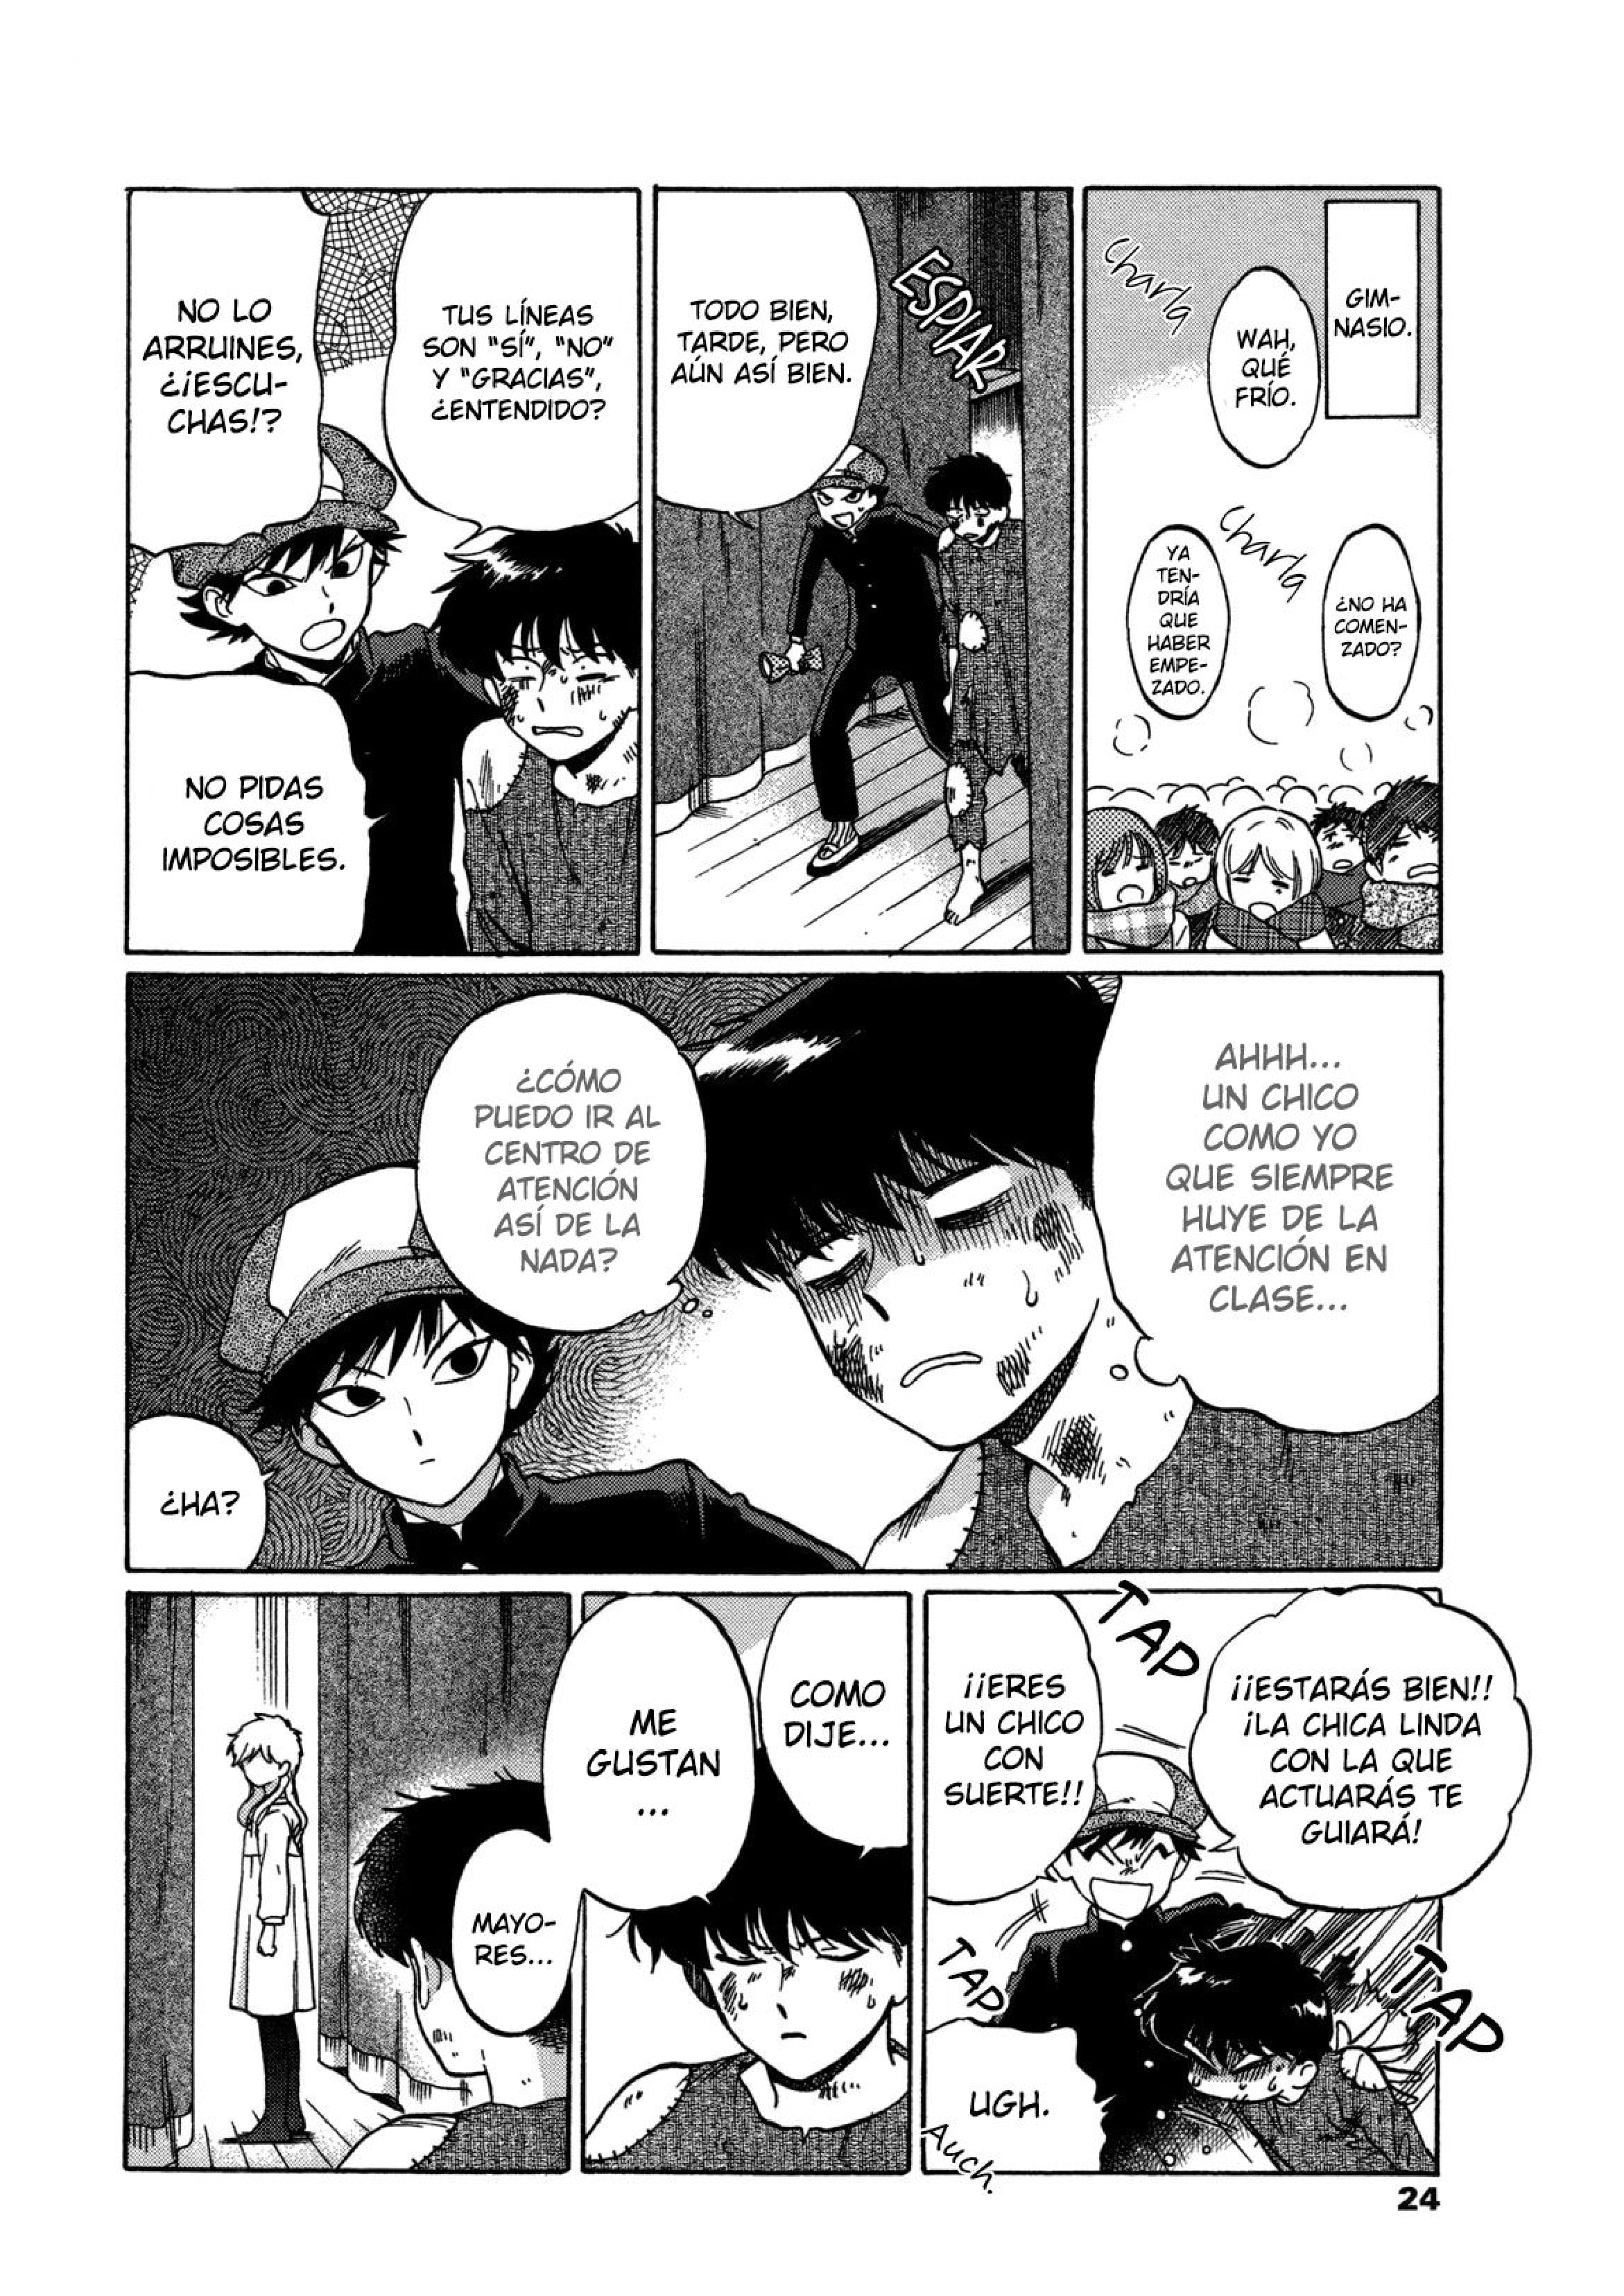 GIM-
NASIO.
Charla
WAH,
QUÉ
FRÍO.
Charla
¿NO HA
COMEN-
ZADO?
YA
TEN-
DRÍA
QUE
HABER
EMPE-
ZADO.
ESPIAR
TODO BIEN,
TARDE, PERO
AÚN ASÍ BIEN.
TUS LÍNEAS
SON "SÍ", "NO"
Y "GRACIAS",
¿ENTENDIDO?
NO LO
ARRUINES,
¿¡ESCU-
CHAS!?
NO PIDAS
COSAS
IMPOSIBLES.
AHHH...
UN CHICO
COMO YO
QUE SIEMPRE
HUYE DE LA
ATENCIÓN EN
CLASE...
¿CÓMO
PUEDO IR AL
CENTRO DE
ATENCIÓN
ASÍ DE LA
NADA?
¿HA?
TAP
¡¡ESTARÁS BIEN!!
¡LA CHICA LINDA
CON LA QUE
ACTUARÁS TE
GUIARÁ!
¡¡ERES
UN CHICO
CON
SUERTE!!
TAP
TAP
UGH.
Auch.
COMO
DIJE...
ME
GUSTAN
...
MAYO-
RES...
24